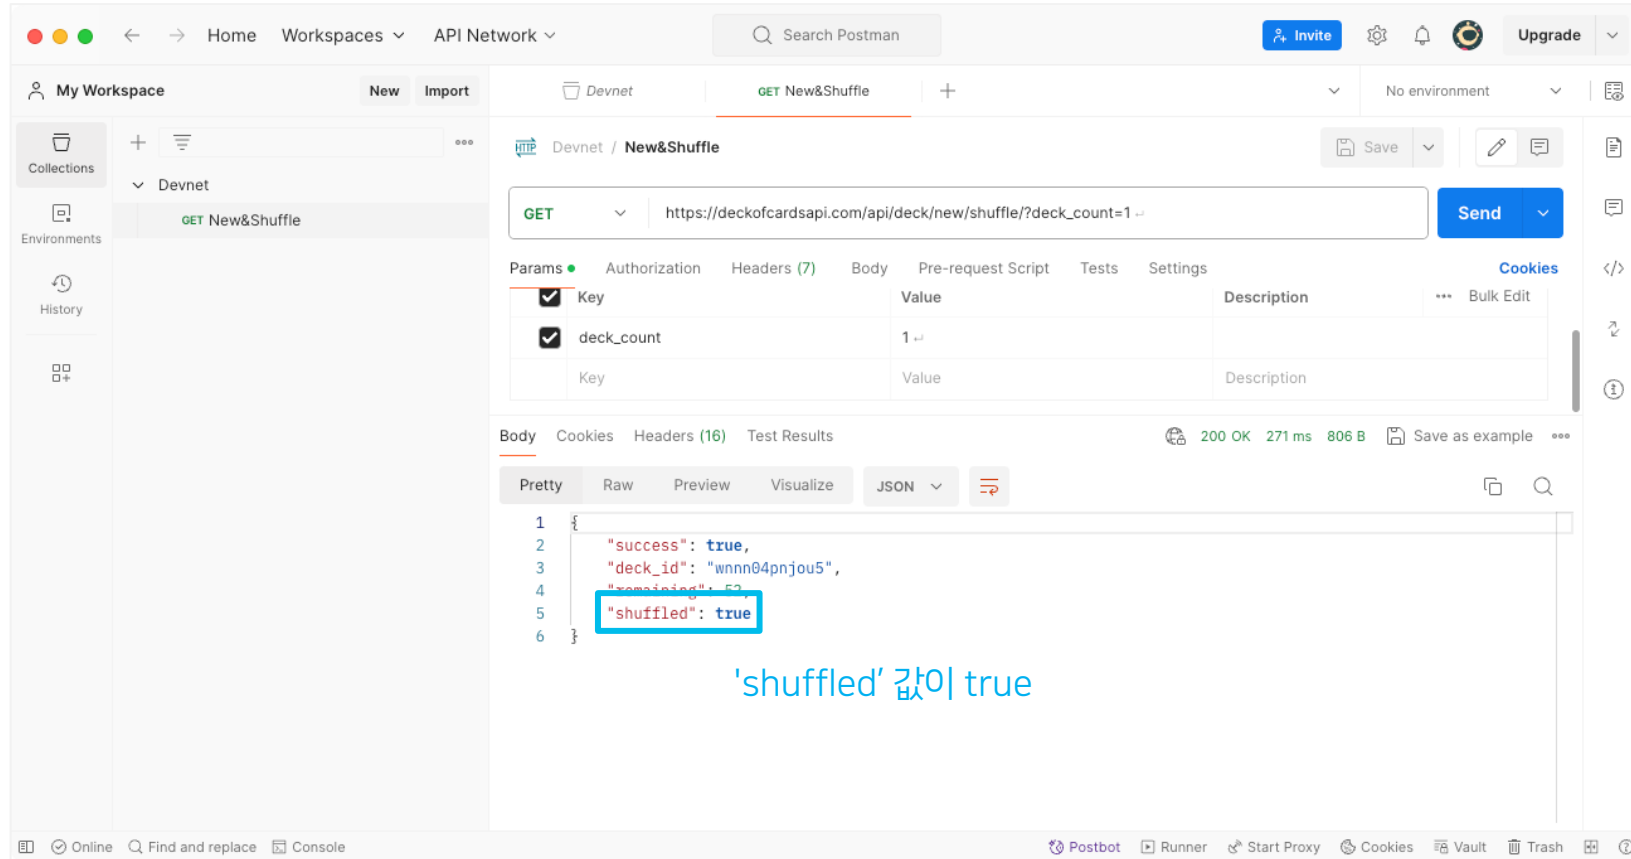 Home Workspaces API Network Search Postman Invite Upgrade
My Workspace New Import Devnet GET New&Shuffle No environment
Collections
Environments
History
Devnet
GET New&Shuffle
HTTP Devnet / New&Shuffle Save
GET https://deckofcardsapi.com/api/deck/new/shuffle/?deck_count=1 Send
Params Authorization Headers (7) Body Pre-request Script Tests Settings Cookies
Key Value Description Bulk Edit
deck_count 1
Key Value Description
Body Cookies Headers (16) Test Results 200 OK 271 ms 806 B Save as example
Pretty Raw Preview Visualize JSON
1 {
2 "success": true,
3 "deck_id": "wnnn04pnjou5",
4 "remaining": 52,
5 "shuffled": true
6 }
'shuffled’ 값이 true
Online Find and replace Console Postbot Runner Start Proxy Cookies Vault Trash